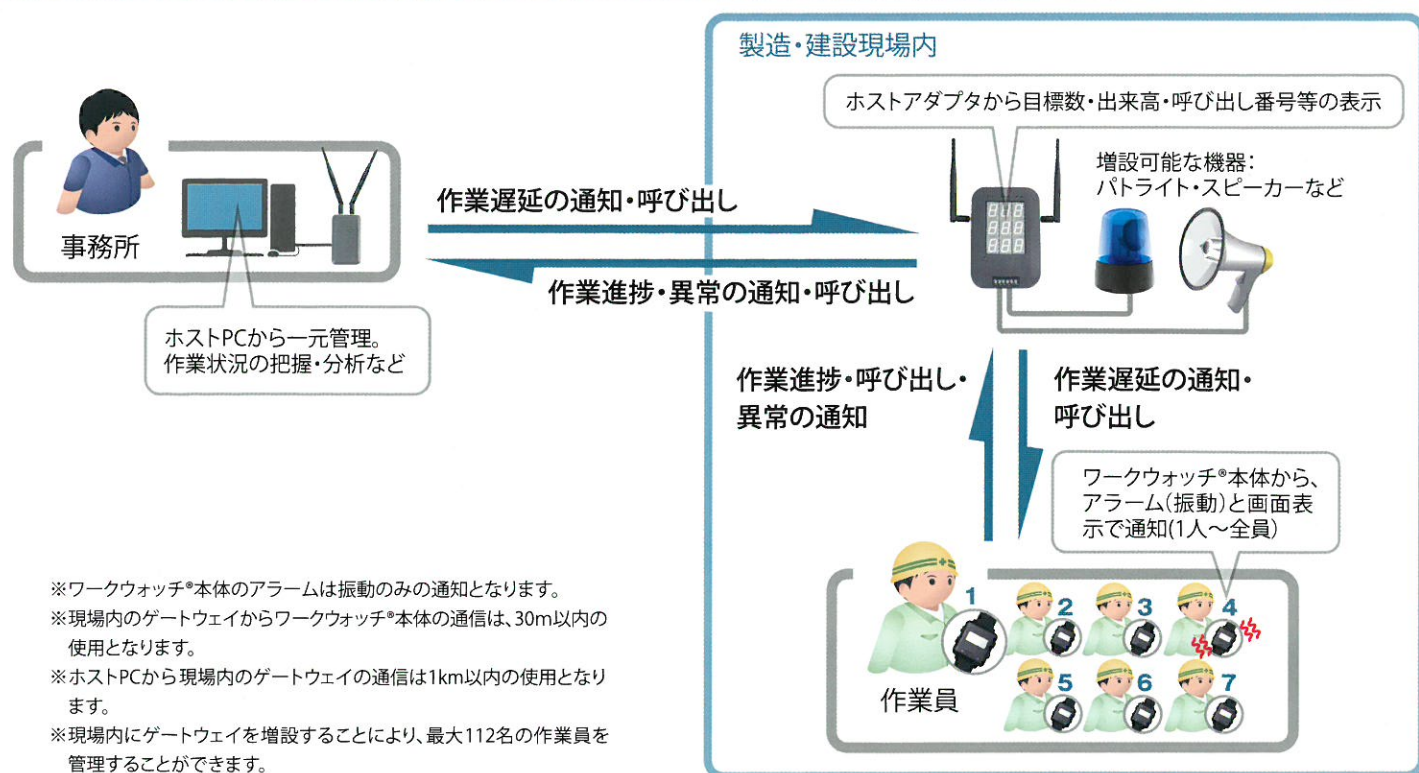 製造・建設現場内
ホストアダプタから目標数・出来高・呼び出し番号等の表示
増設可能な機器：
パトライト・スピーカーなど
作業遅延の通知・呼び出し
事務所
作業進捗・異常の通知・呼び出し
ホストPCから一元管理。
作業状況の把握・分析など
作業進捗・呼び出し・
異常の通知
作業遅延の通知・
呼び出し
ワークウォッチ®本体から、
アラーム（振動）と画面表
示で通知(1人〜全員）
1
2
3
4
5
6
7
作業員
※ワークウォッチ®本体のアラームは振動のみの通知となります。
※現場内のゲートウェイからワークウォッチ®本体の通信は、30m以内の
使用となります。
※ホストPCから現場内のゲートウェイの通信は1km以内の使用となり
ます。
※現場内にゲートウェイを増設することにより、最大112名の作業員を
管理することができます。